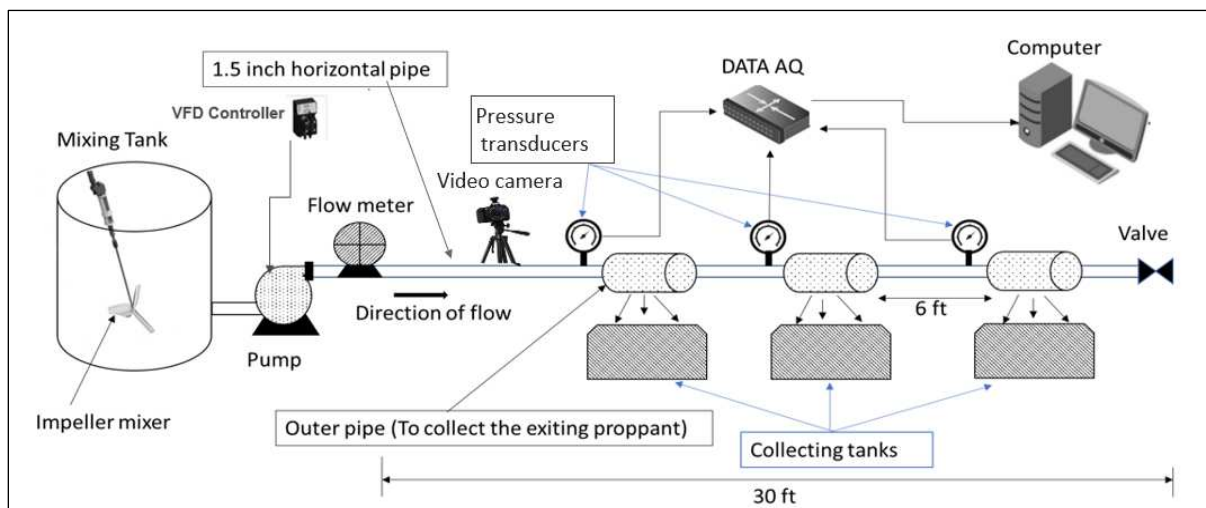 Computer
1.5 inch horizontal pipe
DATA AQ
VFD Controller
Pressure
transducers
Mixing Tank
Video camera
Flow meter
Valve
Direction of flow
6 ft
Pump
Impeller mixer
Outer pipe (To collect the exiting proppant)
Collecting tanks
30 ft